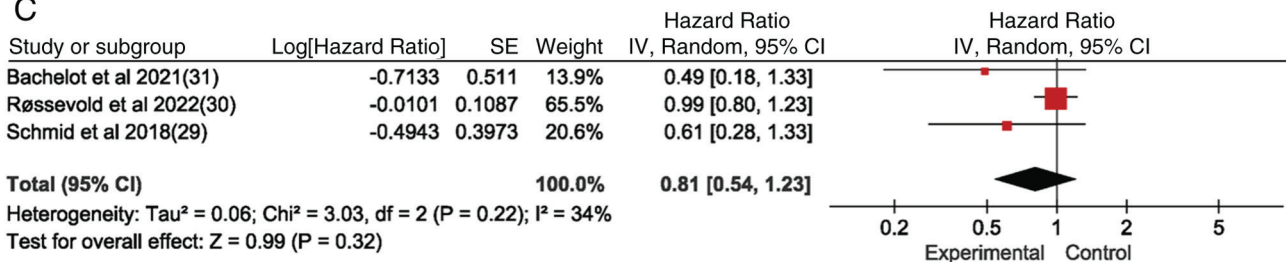 C
Hazard Ratio Hazard Ratio
Study or subgroup Log[Hazard Ratio] SE Weight IV, Random, 95% CI IV, Random, 95% CI
Bachelot et al 2021(31) -0.7133 0.511 13.9% 0.49 [0.18, 1.33]
Røssevold et al 2022(30) -0.0101 0.1087 65.5% 0.99 [0.80, 1.23]
Schmid et al 2018(29) -0.4943 0.3973 20.6% 0.61 [0.28, 1.33]
Total (95% CI) 100.0% 0.81 [0.54, 1.23]
Heterogeneity: Tau² = 0.06; Chi² = 3.03, df = 2 (P = 0.22); I² = 34%
Test for overall effect: Z = 0.99 (P = 0.32)
0.2 0.5 1 2 5
Experimental Control